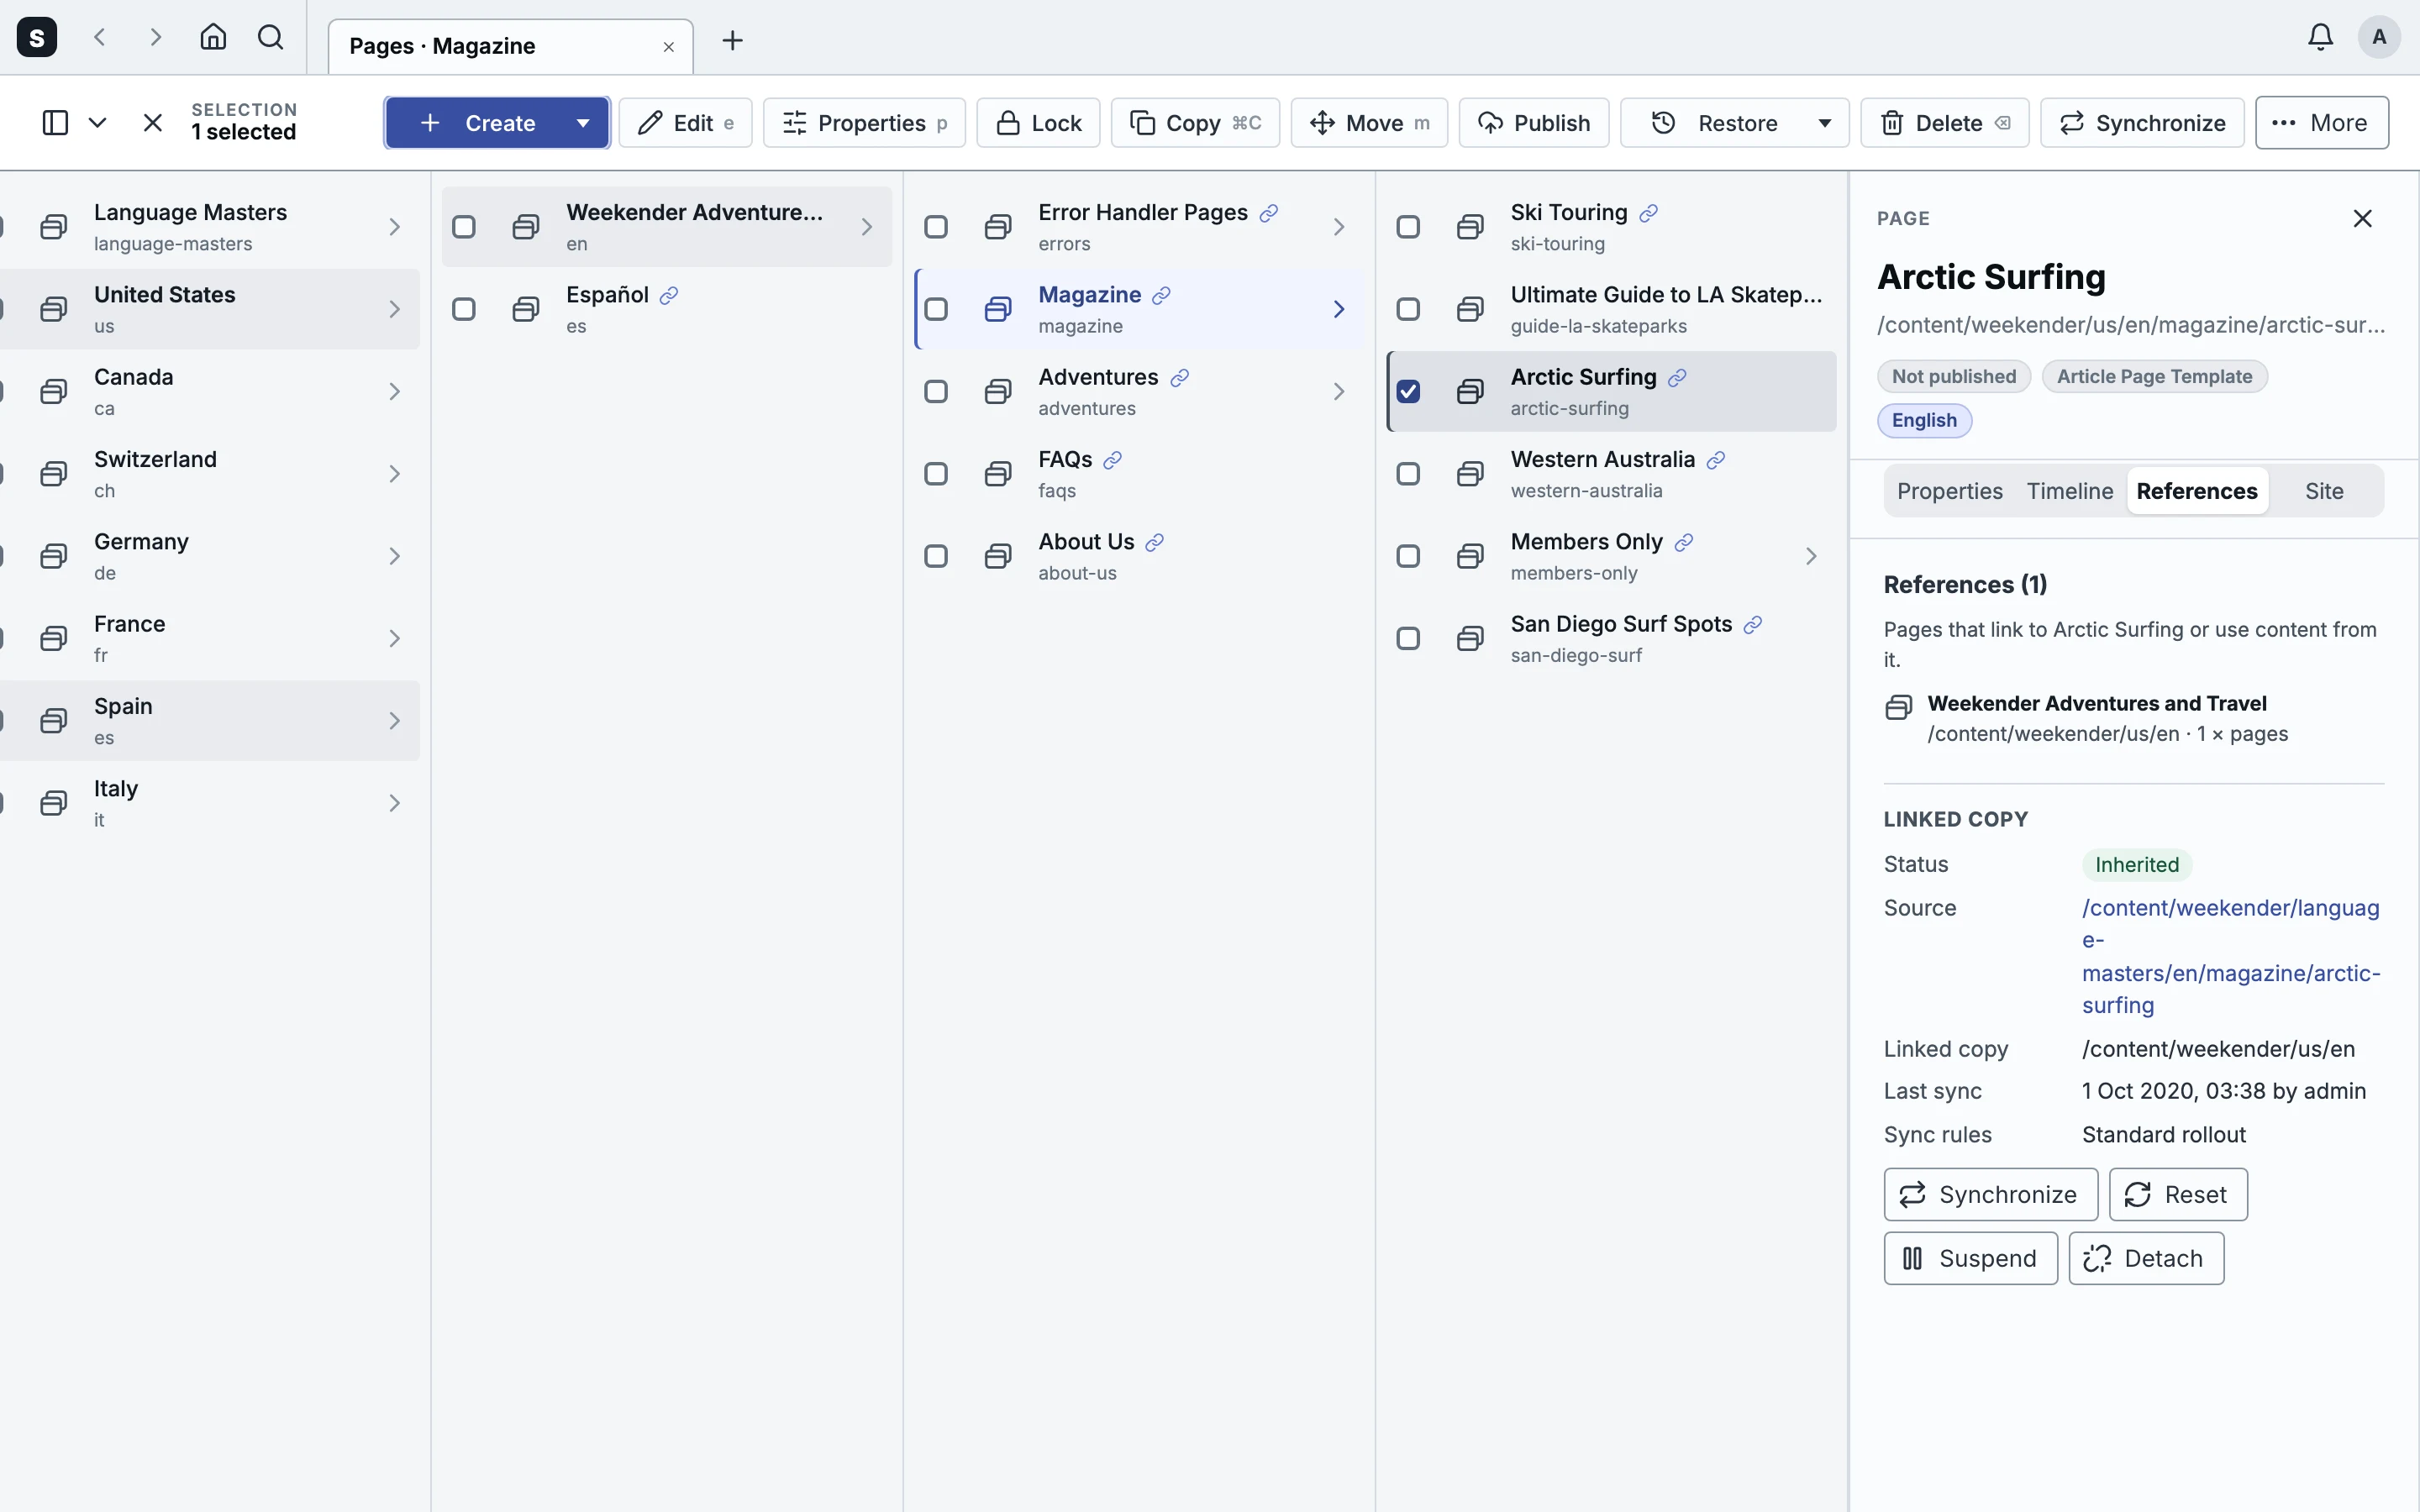 S
Pages · Magazine
A
SELECTION
1 selected
Create
Edit e
Properties p
Lock
Copy ⌘C
Move m
Publish
Restore
Delete
Synchronize
More
Language Masters
language-masters
United States
us
Canada
ca
Switzerland
ch
Germany
de
France
fr
Spain
es
Italy
it
Weekender Adventure...
en
Español
es
Error Handler Pages
errors
Magazine
magazine
Adventures
adventures
FAQs
faqs
About Us
about-us
Ski Touring
ski-touring
Ultimate Guide to LA Skatep...
guide-la-skateparks
Arctic Surfing
arctic-surfing
Western Australia
western-australia
Members Only
members-only
San Diego Surf Spots
san-diego-surf
PAGE
Arctic Surfing
/content/weekender/us/en/magazine/arctic-sur...
Not published
Article Page Template
English
Properties
Timeline
References
Site
References (1)
Pages that link to Arctic Surfing or use content from
it.
Weekender Adventures and Travel
/content/weekender/us/en · 1 × pages
LINKED COPY
Status Inherited
Source /content/weekender/languag
e-
masters/en/magazine/arctic-
surfing
Linked copy /content/weekender/us/en
Last sync 1 Oct 2020, 03:38 by admin
Sync rules Standard rollout
Synchronize
Reset
Suspend
Detach